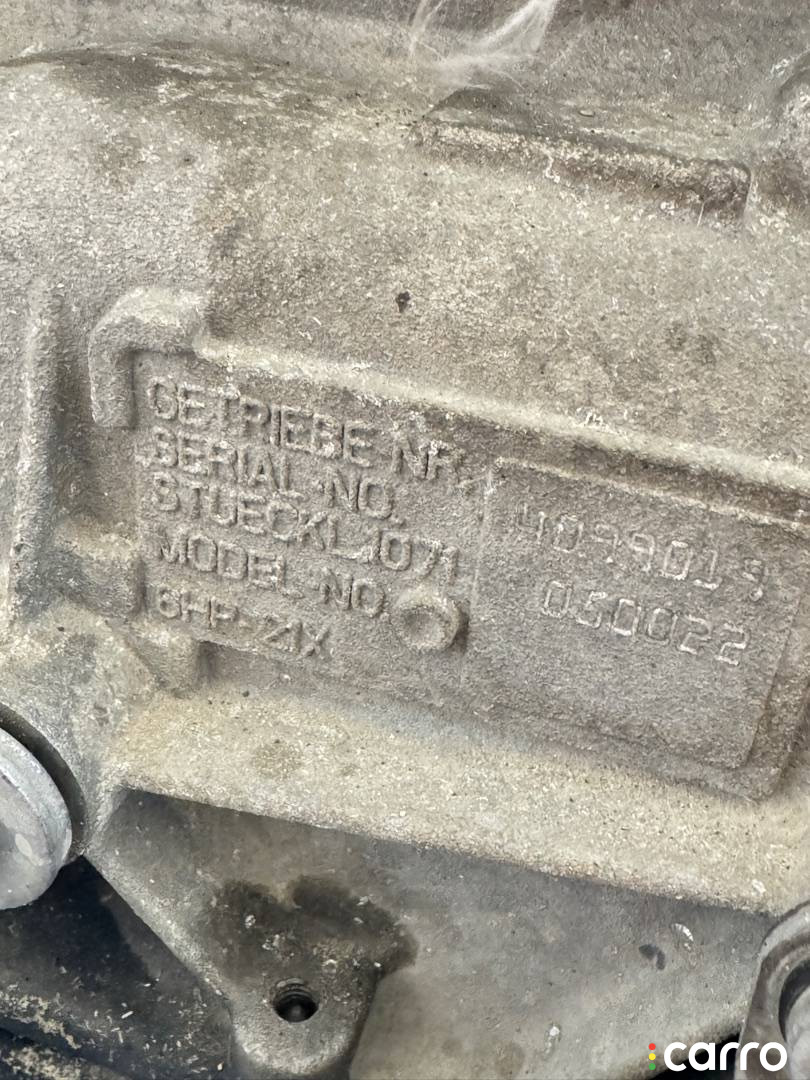 GETRIEBE NR.
SERIAL-NO.
STUECKL.1071
MODEL-NO.
6HP-21X
4099019
050022
carro